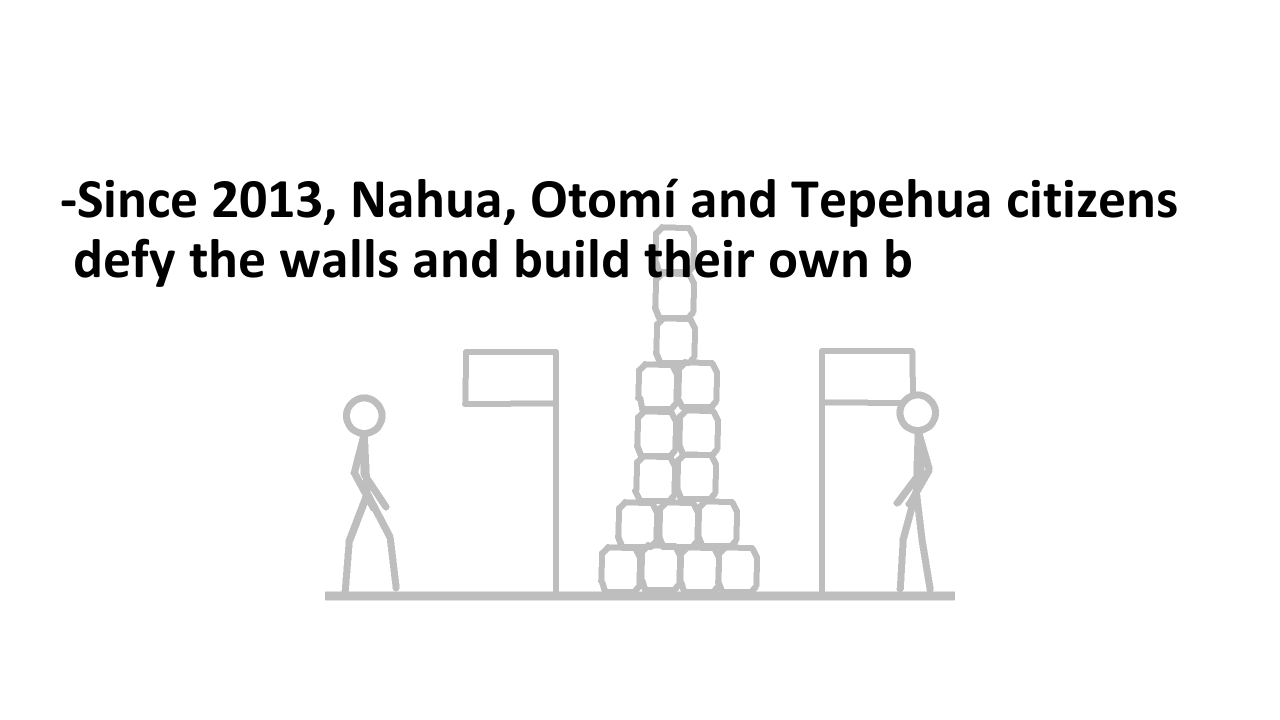 -Since 2013, Nahua, Otomí and Tepehua citizens
defy the walls and build their own b